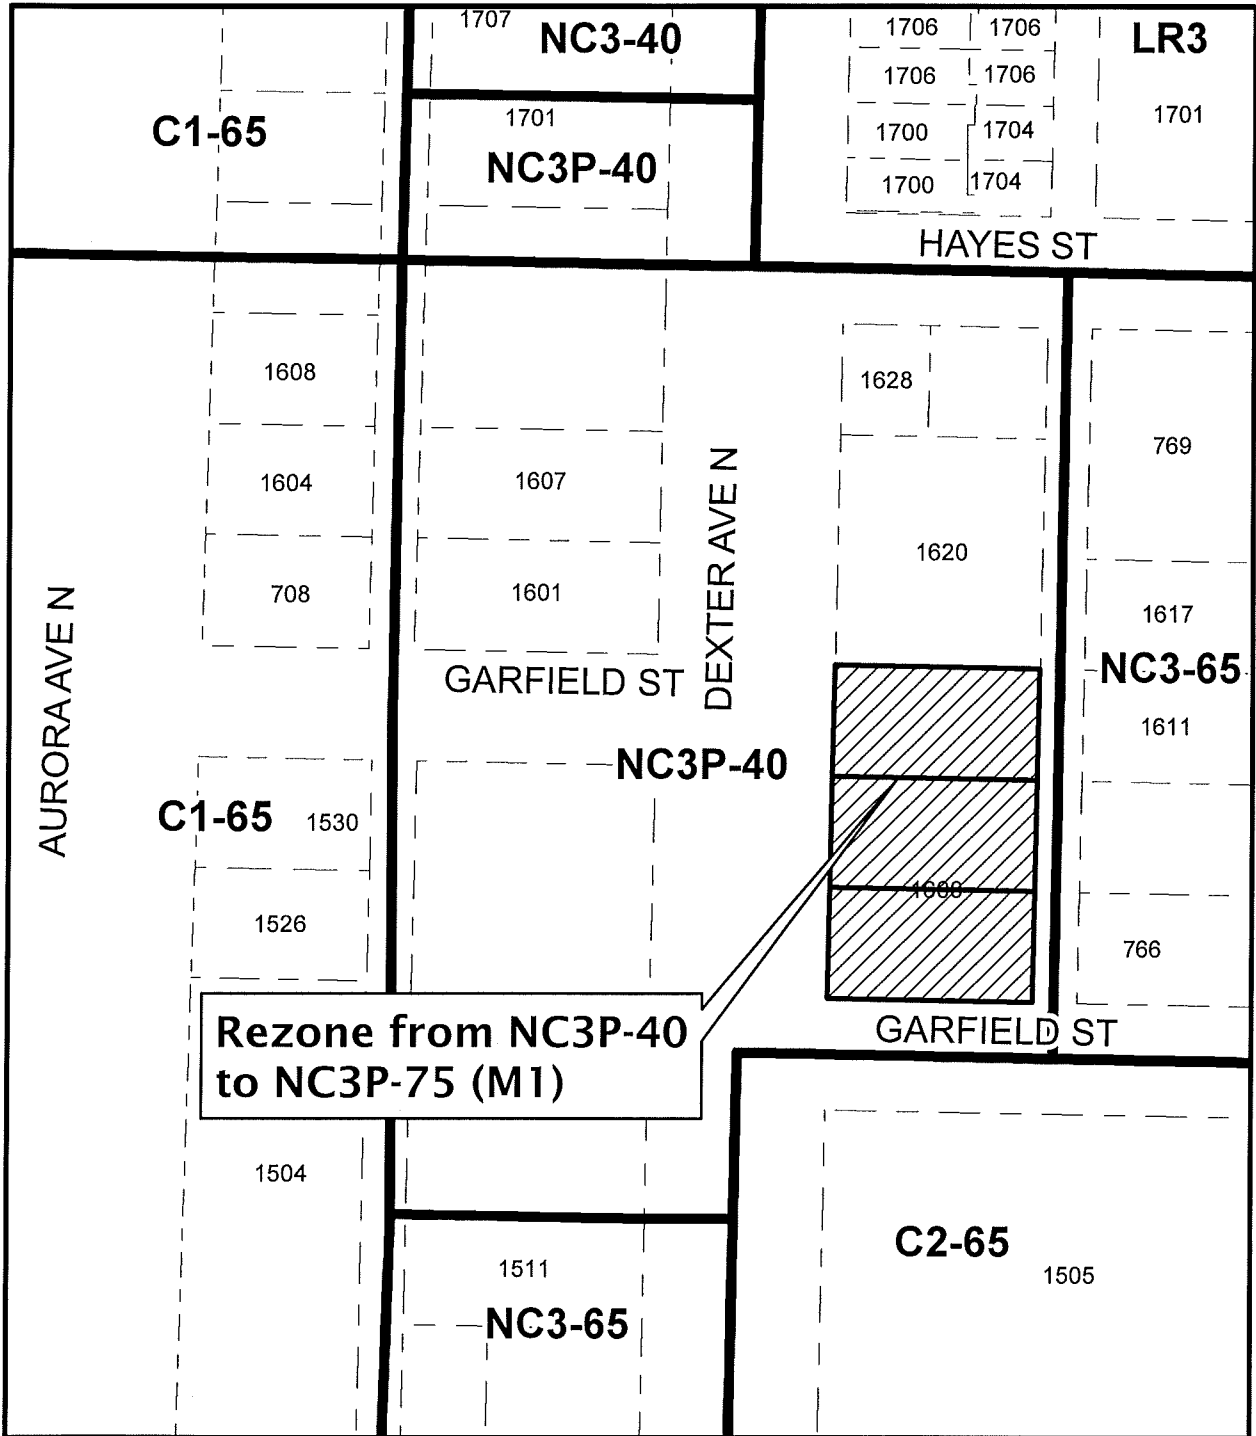 1707
NC3-40
1706
1706
LR3
1706
1706
1701
C1-65
1701
1700
1704
NC3P-40
1700
1704
HAYES ST
1608
1628
769
1604
1607
1620
DEXTER AVE N
708
1601
1617
AURORA AVE N
GARFIELD ST
NC3-65
1611
NC3P-40
C1-65
1530
1600
1526
766
Rezone from NC3P-40
to NC3P-75 (M1)
GARFIELD ST
1504
C2-65
1511
1505
NC3-65